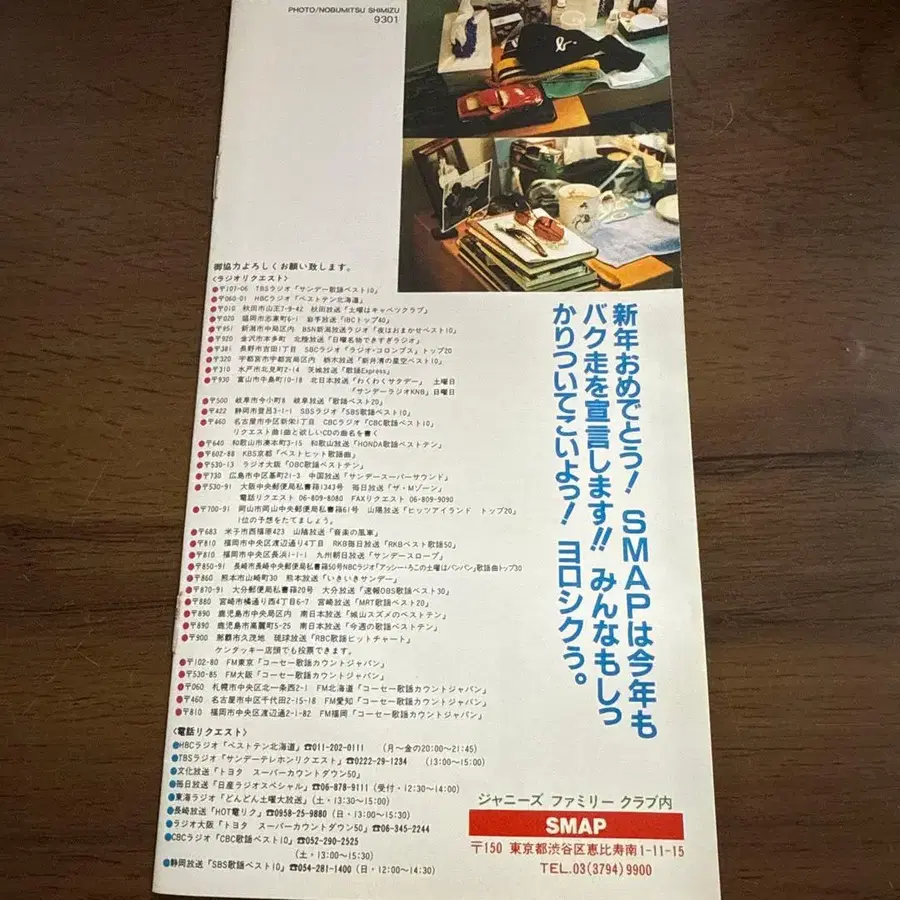 PHOTO/NOBUMITSU SHIMIZU
9301
御協力よろしくお願い致します。
〈ラジオリクエスト〉
●〒107-06 TBSラジオ「サンデー歌謡ベスト10」
●〒060-01 HBCラジオ「ベストテン北海道」
●〒010 秋田市山王7-9-42 秋田放送「土曜はキャベツクラブ」
●〒020 盛岡市志家町6-1 岩手放送「IBCトップ40」
●〒951 新潟市中局区内 BSN新潟放送ラジオ「夜はおまかせベスト10」
●〒920 金沢市本多町 北陸放送「日曜名物できすぎラジオ」
●〒381 長野市吉田1丁目 SBCラジオ「ラジオ・コロンブス」トップ20
●〒320 宇都宮市宇都宮局区内 栃木放送「新井清の星空ベスト10」
●〒310 水戸市北見町2-14 茨城放送「歌謡Express」
●〒930 富山市牛島町10-18 北日本放送「わくわくサタデー」 土曜日
「サンデーラジオKNB」日曜日
●〒500 岐阜市今小町8 岐阜放送「歌謡ベスト20」
●〒422 静岡市登呂3-1-1 SBSラジオ「SBS歌謡ベスト10」
●〒460 名古屋市中区新栄1丁目 CBCラジオ「CBC歌謡ベスト10」
リクエスト曲1曲と欲しいCDの曲名を書く
●〒640 和歌山市湊本町3-15 和歌山放送「HONDA歌謡ベストテン」
●〒602-88 KBS京都「ベストヒット歌謡曲」
●〒530-13 ラジオ大阪「OBC歌謡ベストテン」
●〒730 広島市中区基町21-3 中国放送「サンデースーパーサウンド」
●〒530-91 大阪中央郵便局私書箱1343号 毎日放送「ザ・Mゾーン」
電話リクエスト 06-809-8080 FAXリクエスト 06-809-9090
●〒700-91 岡山市岡山中央郵便局私書箱61号 山陽放送「ヒッツアイランド トップ20」
1位の予想をたてましょう。
●〒683 米子市西福原423 山陰放送「音楽の風車」
●〒810 福岡市中央区渡辺通り4丁目 RKB毎日放送「RKBベスト歌謡50」
●〒810 福岡市中央区長浜1-1-1 九州朝日放送「サンデースロープ」
●〒850-91 長崎市長崎中央郵便局私書箱50号NBCラジオ「アッシーろこの土曜はバンバン」歌謡曲トップ30
●〒860 熊本市山崎町30 熊本放送「いきいきサンデー」
●〒870-91 大分郵便局私書箱20号 大分放送「速報OBS歌謡ベスト30」
●〒880 宮崎市橘通り西4丁目6-7 宮崎放送「MRT歌謡ベスト20」
●〒890 鹿児島市中央局区内 南日本放送「城山スズメのベストテン」
●〒890 鹿児島市高麗町5-25 南日本放送「今週の歌謡ベストテン」
●〒900 那覇市久茂地 琉球放送「RBC歌謡ヒットチャート」
ケンタッキー店頭でも投票できます。
●〒102-80 FM東京「コーセー歌謡カウントジャパン」
●〒530-85 FM大阪「コーセー歌謡カウントジャパン」
●〒060 札幌市中央区北一条西2-1 FM北海道「コーセー歌謡カウントジャパン」
●〒460 名古屋市中区千代田2-15-18 FM愛知「コーセー歌謡カウントジャパン」
●〒810 福岡市中央区渡辺通2-1-82 FM福岡「コーセー歌謡カウントジャパン」
〈電話リクエスト〉
●HBCラジオ「ベストテン北海道」☎011-202-0111 (月〜金の20:00〜21:45)
●TBSラジオ「サンデーテレホンリクエスト」☎0222-29-1234 (13:00〜15:00)
●文化放送「トヨタ スーパーカウントダウン50」
●毎日放送「日産ラジオスペシャル」☎06-878-9111(受付・12:30〜14:00)
●東海ラジオ「どんどん土曜大放送」(土・13:30〜15:00)
●長崎放送「HOT電リク」☎0958-25-9880(日・13:00〜15:00)
●ラジオ大阪「トヨタ スーパーカウントダウン50」☎06-345-2244
●CBCラジオ「CBC歌謡ベスト10」☎052-290-2525
(土・13:00〜15:30)
●静岡放送「SBS歌謡ベスト10」☎054-281-1400(日・12:00〜14:30)
新年おめでとう! SMAPは今年も
バク走を宣言します!! みんなもしっ
かりついてこいよっ! ヨロシクぅ。
ジャニーズ ファミリー クラブ内
SMAP
〒150 東京都渋谷区恵比寿南1-11-15
TEL.03(3794)9900